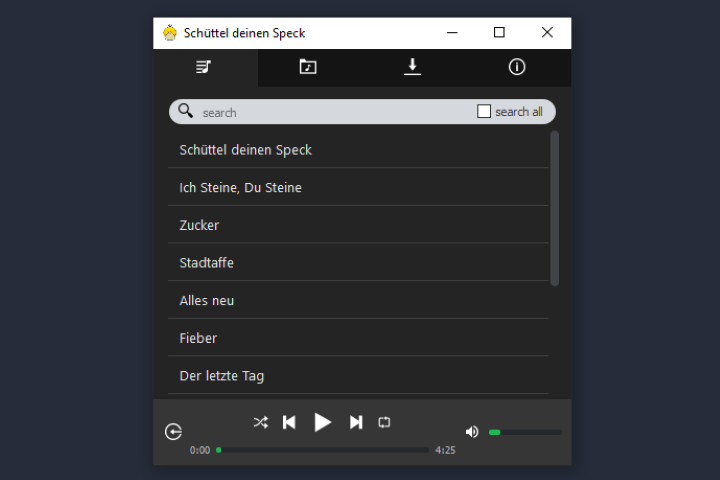 Schüttel deinen Speck
search
search all
Schüttel deinen Speck
Ich Steine, Du Steine
Zucker
Stadtaffe
Alles neu
Fieber
Der letzte Tag
0:00
4:25